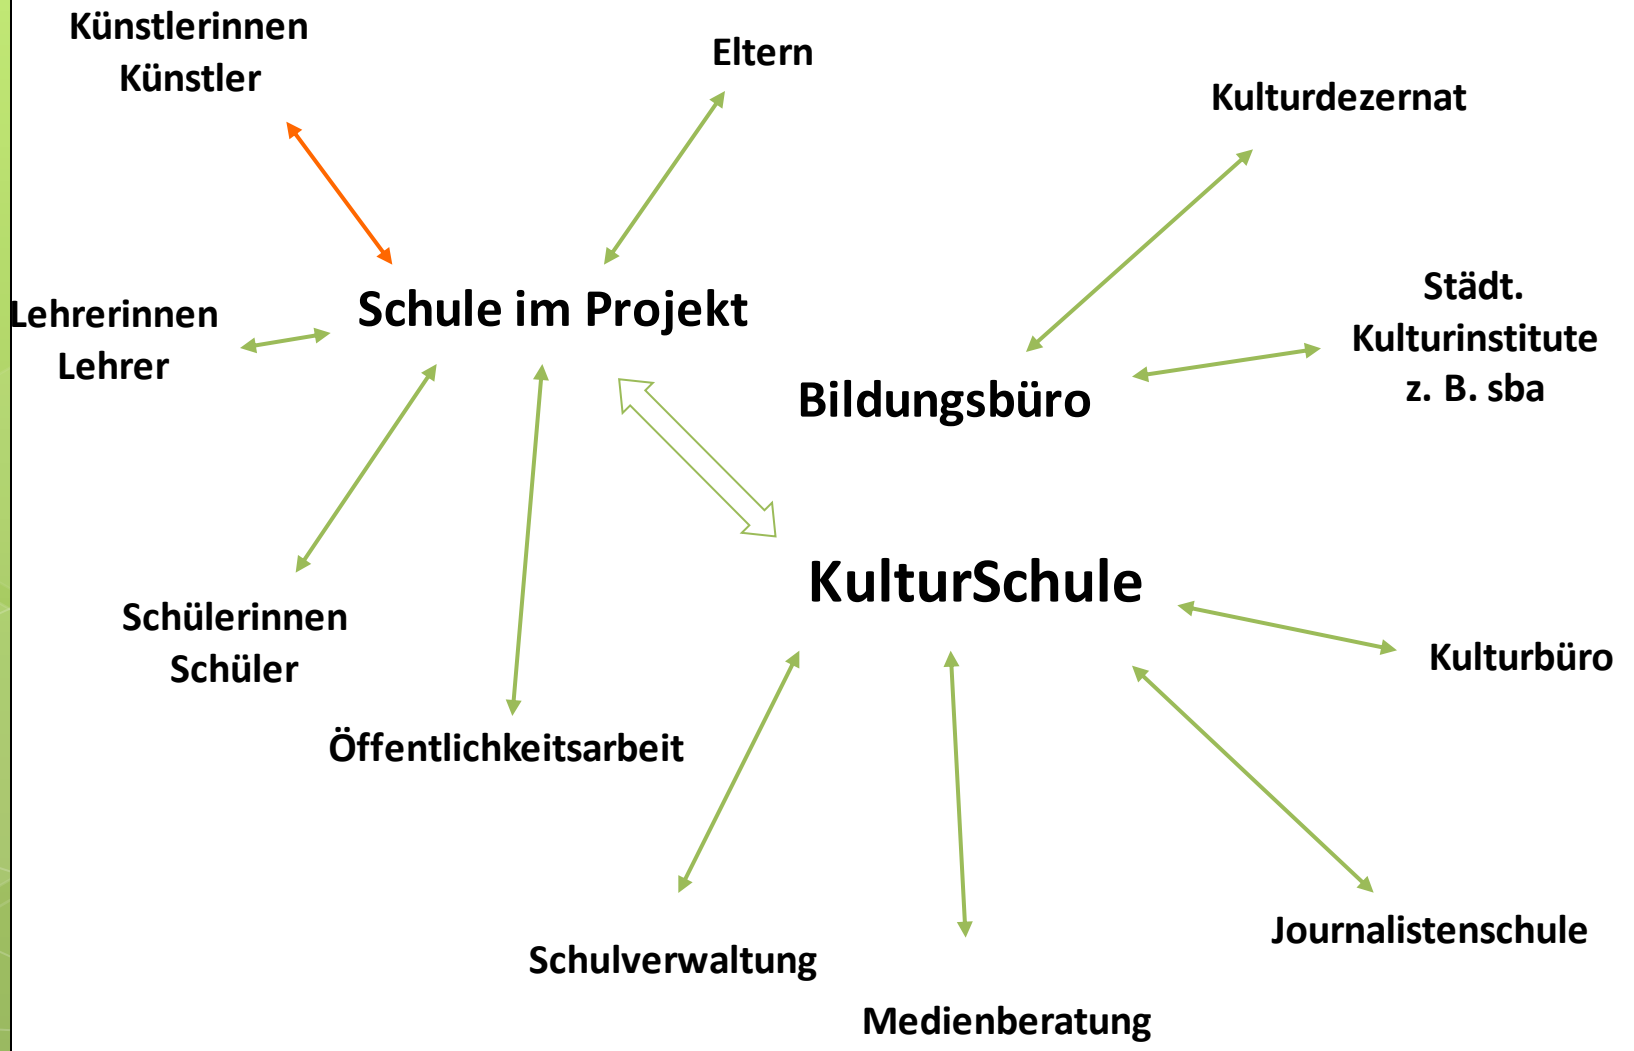 Künstlerinnen
Künstler
Eltern
Kulturdezernat
Schule im Projekt
Lehrerinnen
Lehrer
Städt.
Kulturinstitute
z. B. sba
Bildungsbüro
KulturSchule
Schülerinnen
Schüler
Kulturbüro
Öffentlichkeitsarbeit
Journalistenschule
Schulverwaltung
Medienberatung